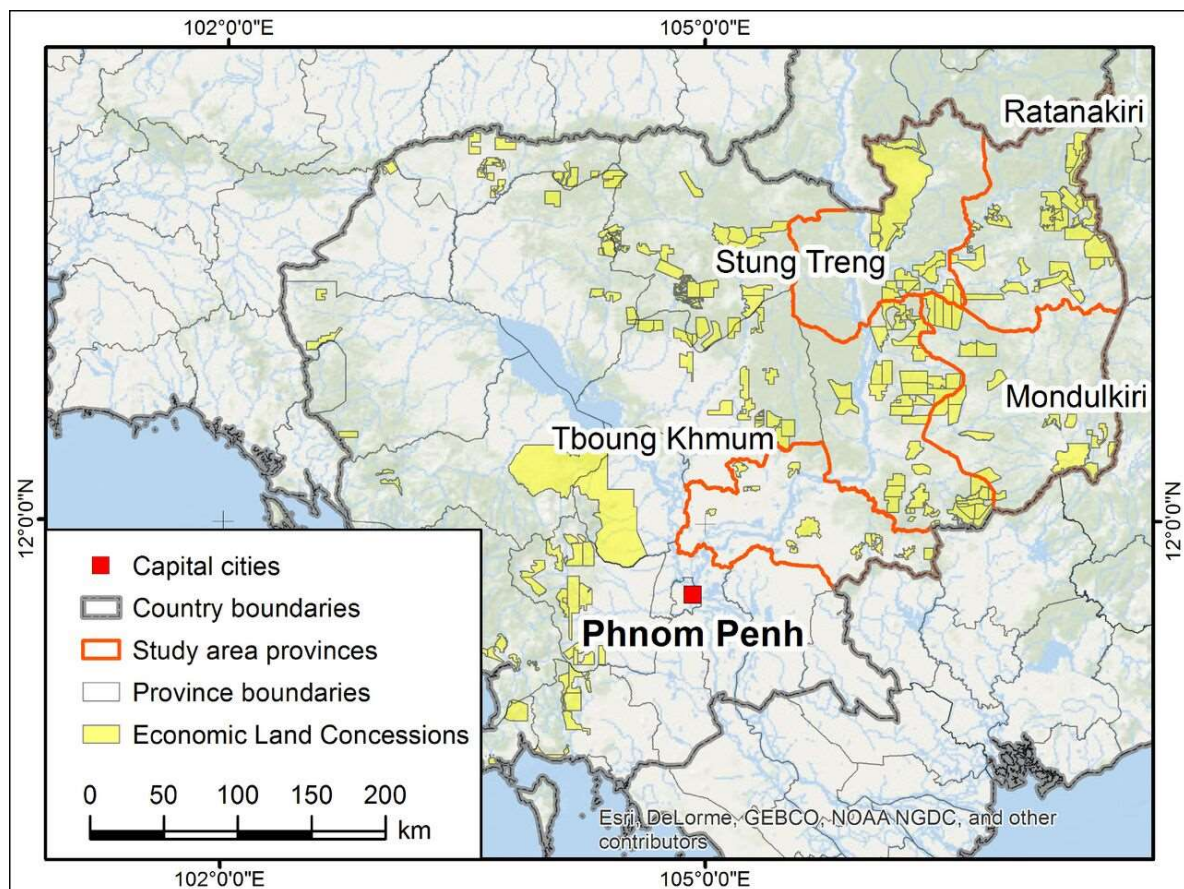 102°0'0"E
105°0'0"E
Ratanakiri
Stung Treng
Mondulkiri
Tboung Khmum
12°0'0"N
12°0'0"N
Capital cities
Country boundaries
Study area provinces
Province boundaries
Economic Land Concessions
0 50 100 150 200
km
Phnom Penh
Esri, DeLorme, GEBCO, NOAA NGDC, and other
contributors
102°0'0"E
105°0'0"E